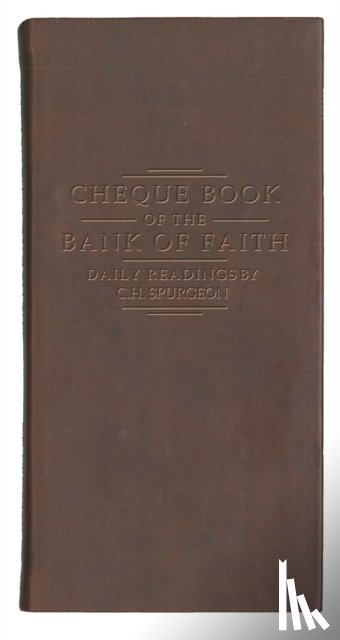 CHEQUE BOOK
OF THE
BANK OF FAITH
DAILY READINGS BY
C.H. SPURGEON